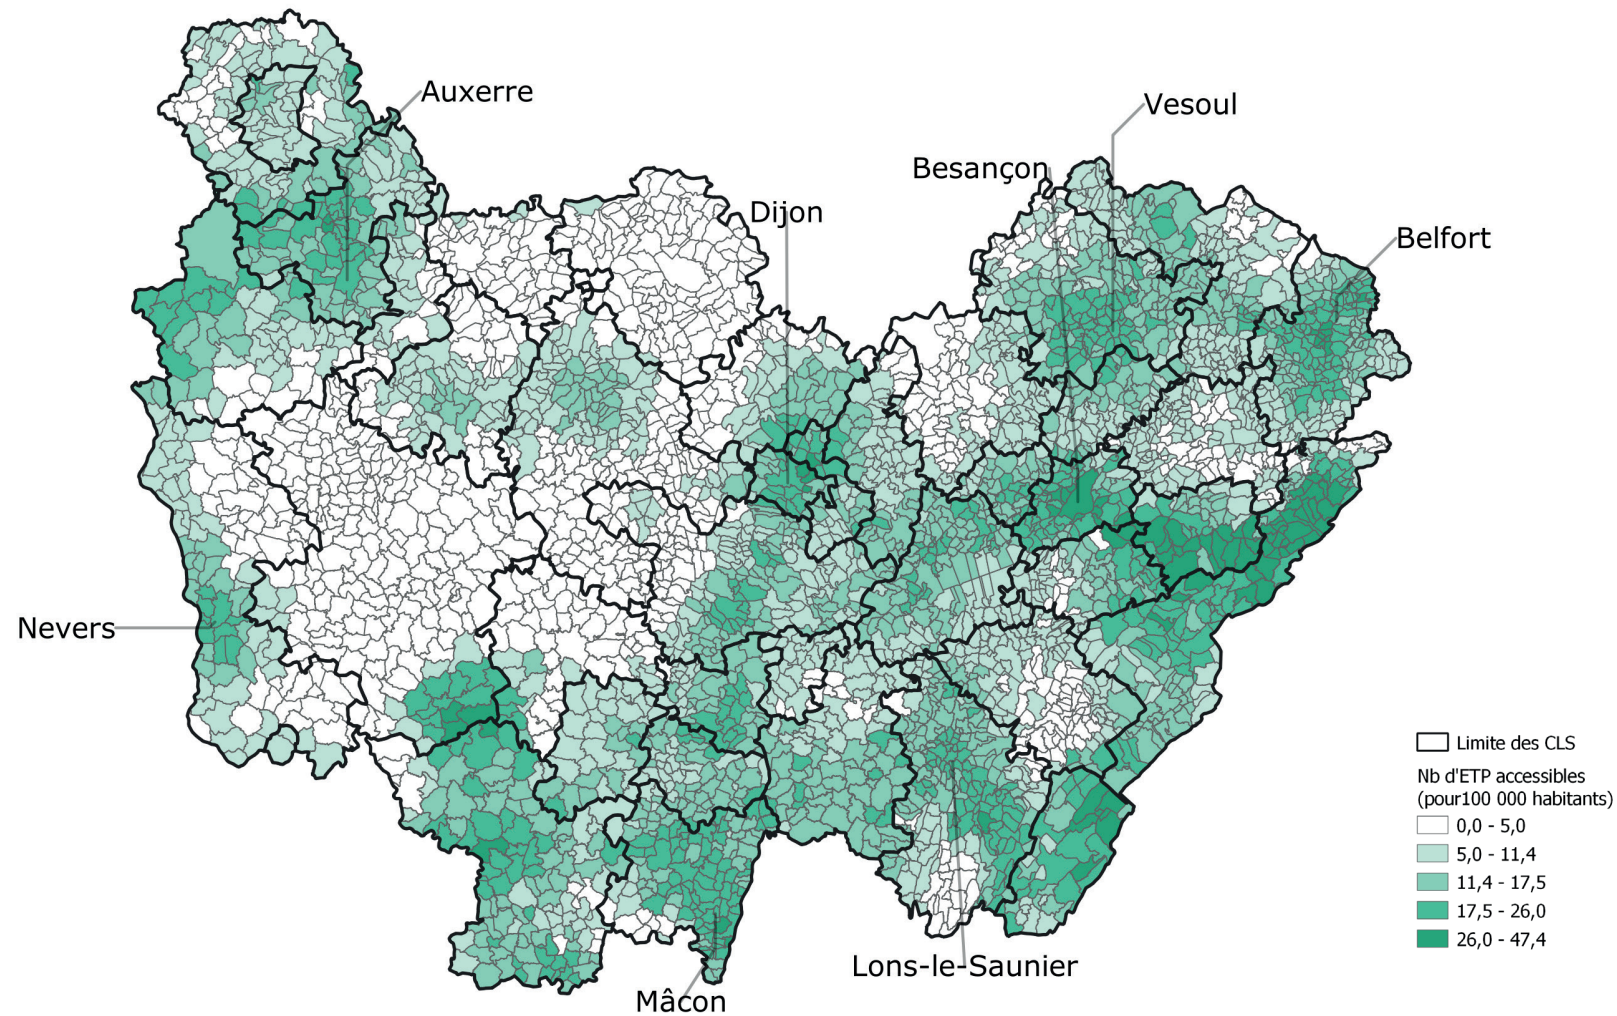 Auxerre
Vesoul
Besançon
Dijon
Belfort
Nevers
Limite des CLS
Nb d'ETP accessibles
(pour100 000 habitants)
0,0 - 5,0
5,0 - 11,4
11,4 - 17,5
17,5 - 26,0
26,0 - 47,4
Lons-le-Saunier
Mâcon